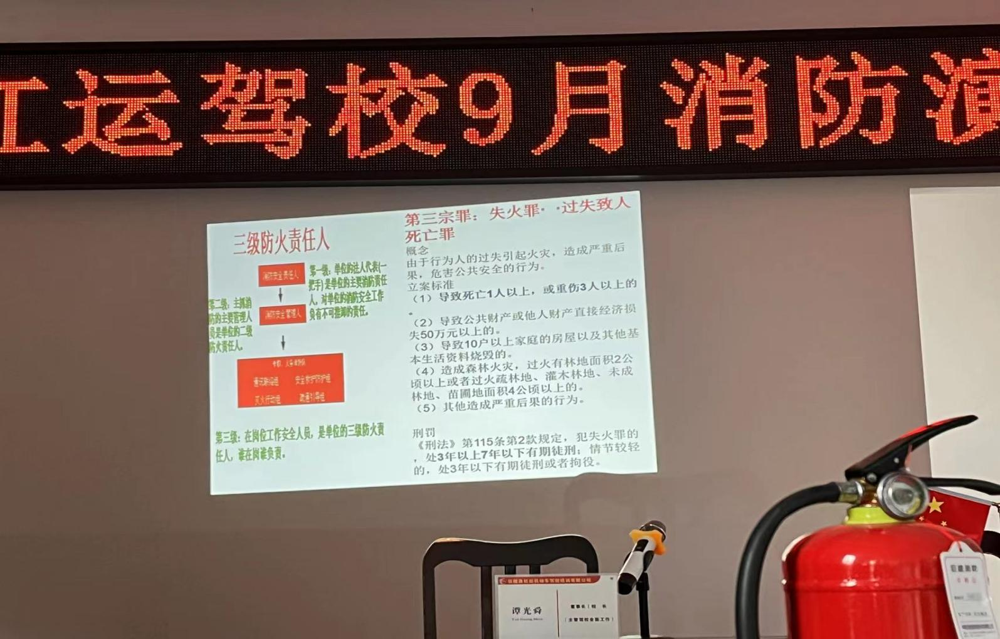 江运驾校9月消防演
三级防火责任人
消防安全责任人
第一级：单位的法人代表(一
把手)是单位的主要消防责任
人，对单位的消防安全工作
负有不可推卸的责任。
第二级：主抓消
防的主要管理人
员是单位的二级
防火责任人。
消防安全管理人
通讯联络组 安全救护防护组
灭火行动组 疏通引导组
第三级：在岗位工作安全人员，是单位的三级防火责
任人，谁在岗谁负责。
第三宗罪：失火罪··过失致人
死亡罪
概念
由于行为人的过失引起火灾，造成严重后
果，危害公共安全的行为。
立案标准
（1）导致死亡1人以上，或重伤3人以上的
。
（2）导致公共财产或他人财产直接经济损
失50万元以上的。
（3）导致10户以上家庭的房屋以及其他基
本生活资料烧毁的。
（4）造成森林火灾，过火有林地面积2公
顷以上或者过火疏林地、灌木林地、未成
林地、苗圃地面积4公顷以上的。
（5）其他造成严重后果的行为。
刑罚
《刑法》第115条第2款规定，犯失火罪的
，处3年以上7年以下有期徒刑；情节较轻
的，处3年以下有期徒刑或者拘役。
谭光舜
董事长|校 长
（主管驾校全面工作）